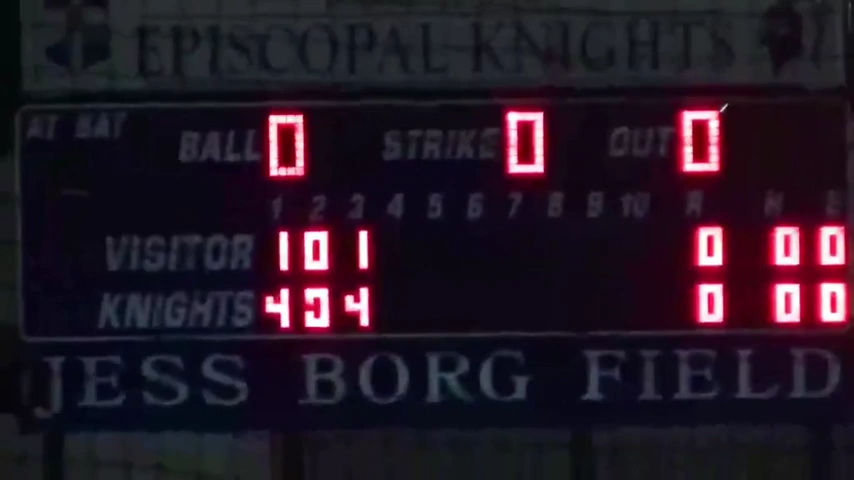 EPISCOPAL KNIGHTS
AT BAT BALL 0 STRIKE 0 OUT 0
1 2 3 4 5 6 7 8 9 10 R H E
VISITOR 1 0 1 0 0 0
KNIGHTS 4 4 0 0 0
JESS BORG FIELD